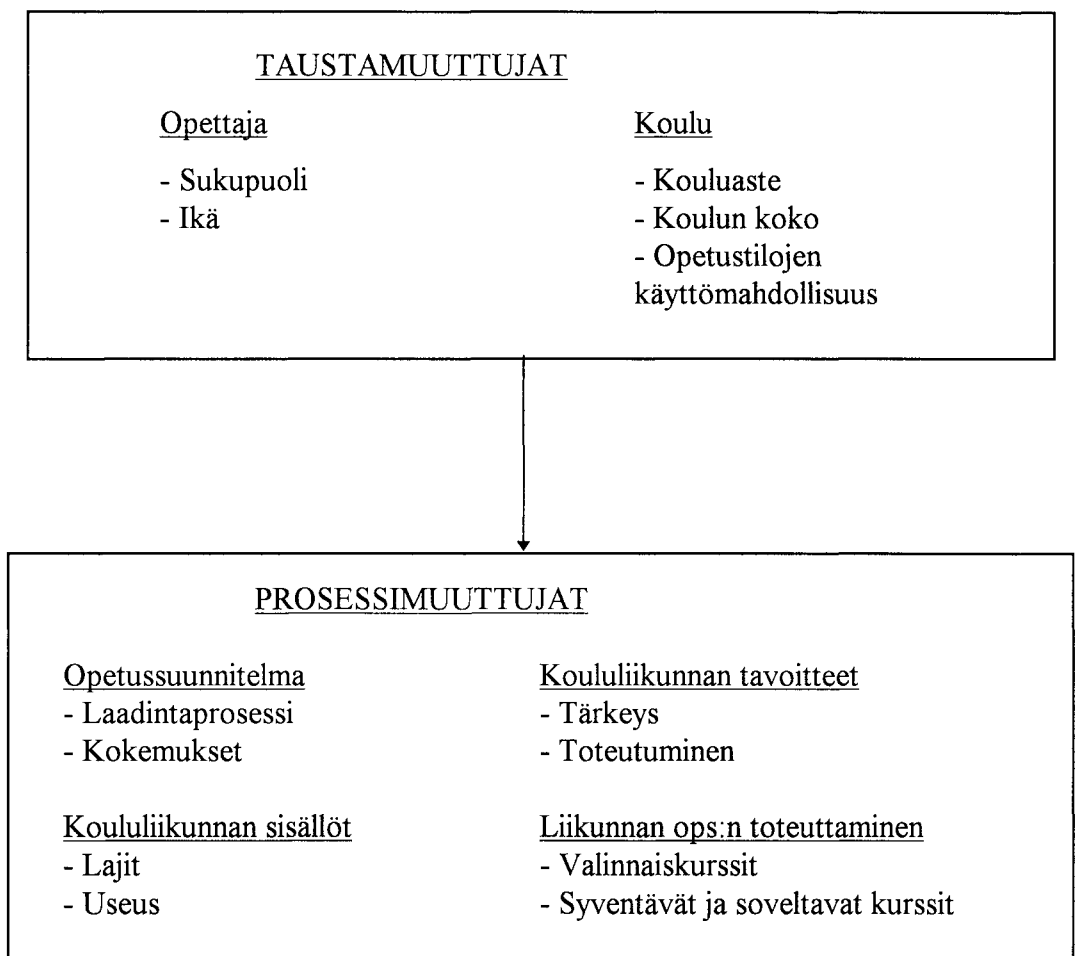 TAUSTAMUUTTUJAT
Opettaja
- Sukupuoli
- Ikä
Koulu
- Kouluaste
- Koulun koko
- Opetustilojen
käyttömahdollisuus
PROSESSIMUUTTUJAT
Opetussuunnitelma
- Laadintaprosessi
- Kokemukset
Koululiikunnan tavoitteet
- Tärkeys
- Toteutuminen
Koululiikunnan sisällöt
- Lajit
- Useus
Liikunnan ops:n toteuttaminen
- Valinnaiskurssit
- Syventävät ja soveltavat kurssit